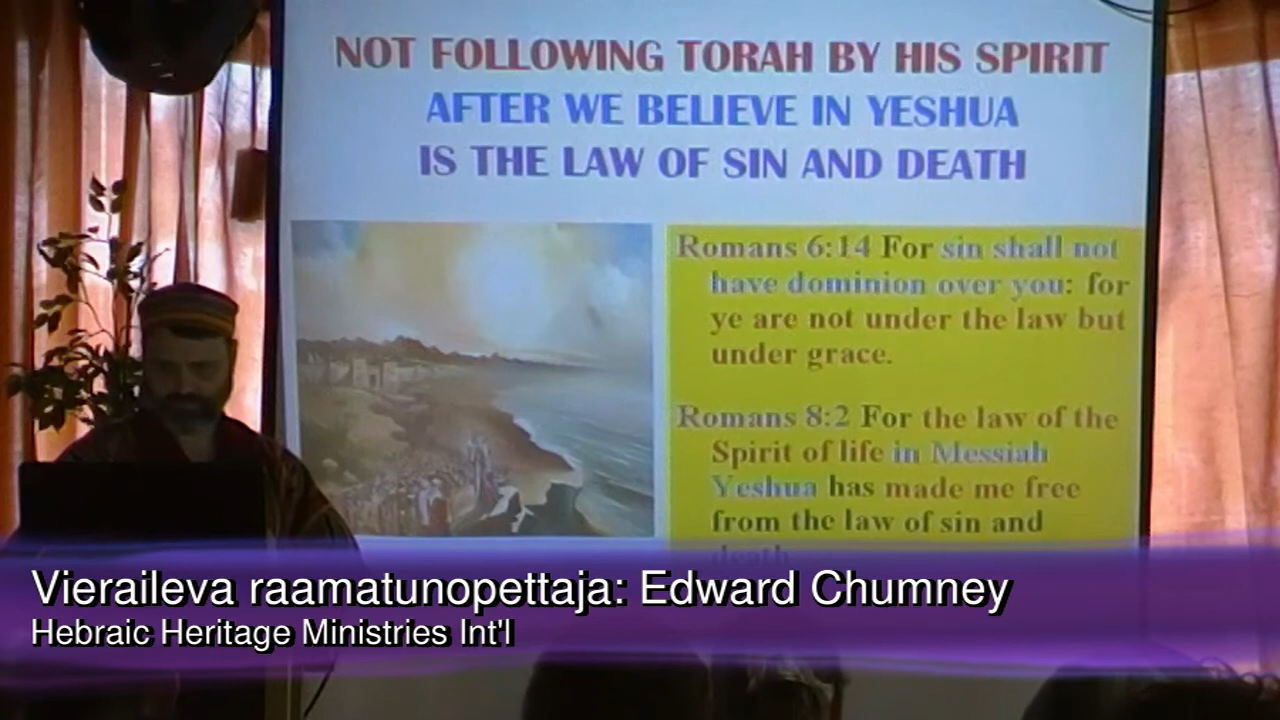 NOT FOLLOWING TORAH BY HIS SPIRIT
AFTER WE BELIEVE IN YESHUA
IS THE LAW OF SIN AND DEATH
Romans 6:14 For sin shall not
have dominion over you: for
ye are not under the law but
under grace.
Romans 8:2 For the law of the
Spirit of life in Messiah
Yeshua has made me free
from the law of sin and
death
Vieraileva raamatunopettaja: Edward Chumney
Hebraic Heritage Ministries Int'l